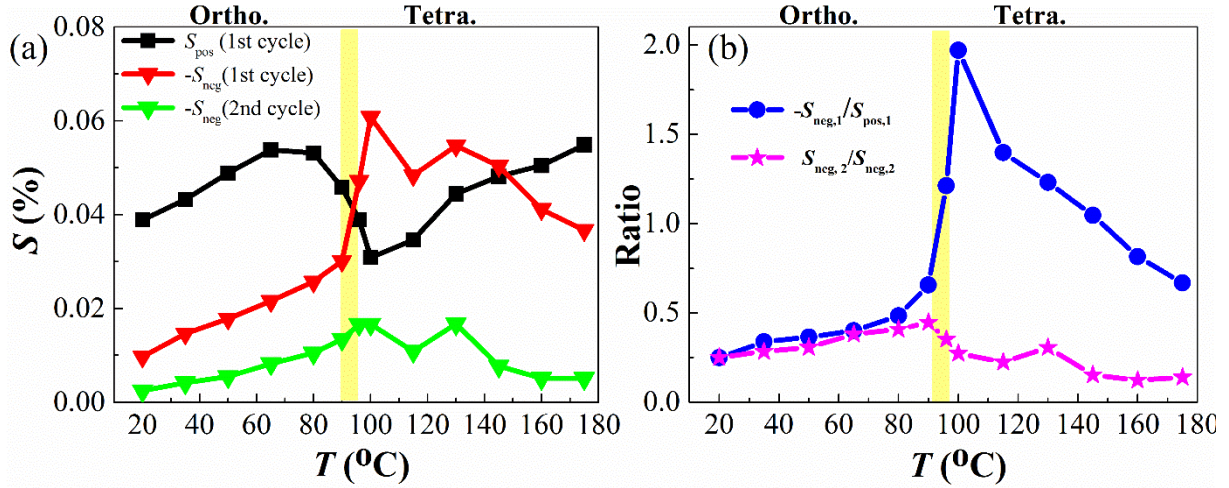 Ortho. Tetra.
(a)
S_pos (1st cycle)
-S_neg (1st cycle)
-S_neg (2nd cycle)
0.08
0.06
0.04
0.02
0.00
S (%)
20 40 60 80 100 120 140 160 180
T (°C)
Ortho. Tetra.
(b)
-S_neg,1/S_pos,1
S_neg, 2/S_neg,2
2.0
1.5
1.0
0.5
0.0
Ratio
20 40 60 80 100 120 140 160 180
T (°C)